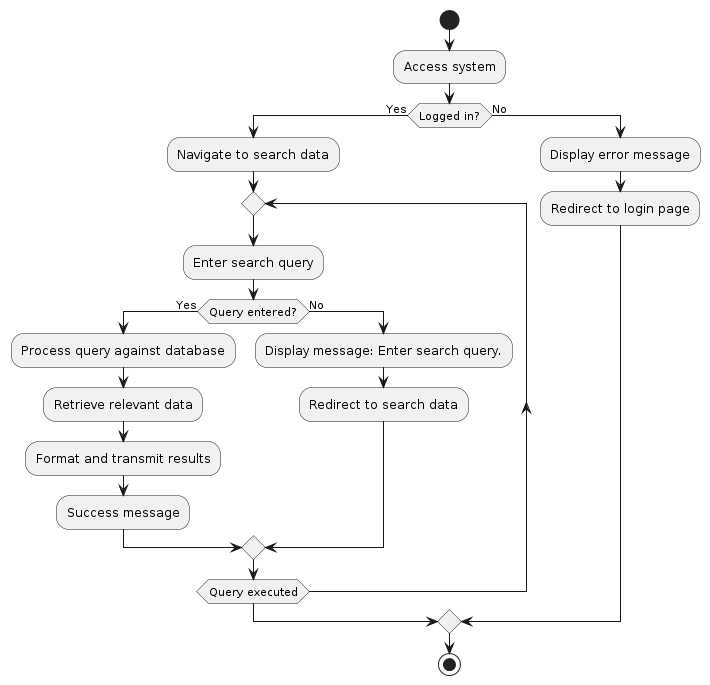 Access system
Yes
Logged in?
No
Navigate to search data
Display error message
Redirect to login page
Enter search query
Yes
Query entered?
No
Process query against database
Display message: Enter search query.
Retrieve relevant data
Redirect to search data
Format and transmit results
Success message
Query executed